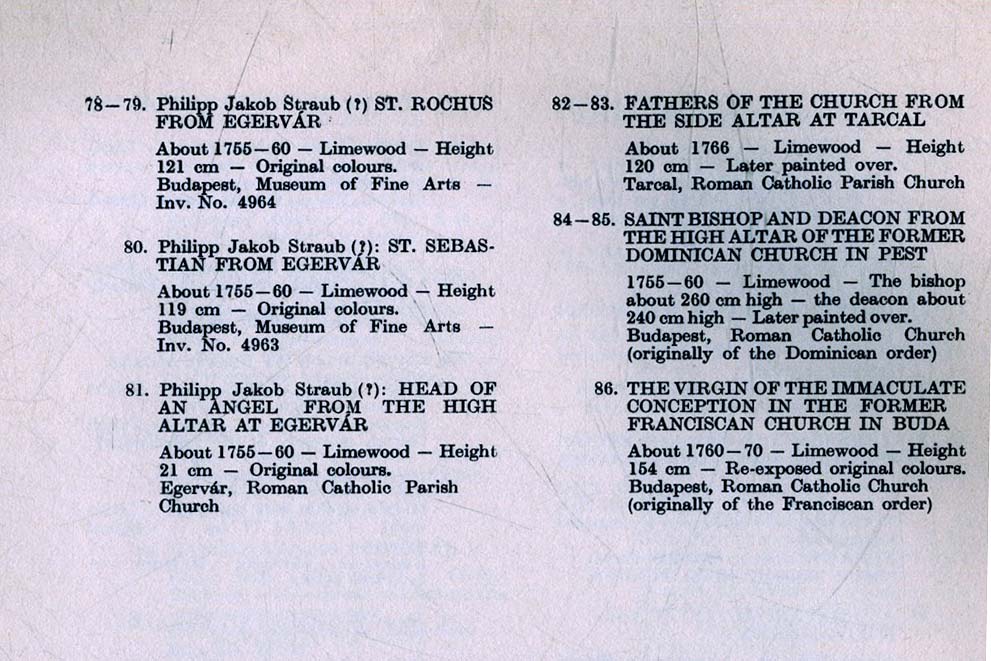 78—79. Philipp Jakob Straub (?) ST. ROCHUS
FROM EGERVÁR
About 1755—60 — Limewood — Height
121 cm — Original colours.
Budapest, Museum of Fine Arts —
Inv. No. 4964
80. Philipp Jakob Straub (?): ST. SEBAS-
TIAN FROM EGERVÁR
About 1755—60 — Limewood — Height
119 cm — Original colours.
Budapest, Museum of Fine Arts —
Inv. No. 4963
81. Philipp Jakob Straub (?): HEAD OF
AN ANGEL FROM THE HIGH
ALTAR AT EGERVÁR
About 1755—60 — Limewood — Height
21 cm — Original colours.
Egervár, Roman Catholic Parish
Church
82—83. FATHERS OF THE CHURCH FROM
THE SIDE ALTAR AT TARCAL
About 1766 — Limewood — Height
120 cm — Later painted over.
Tarcal, Roman Catholic Parish Church
84—85. SAINT BISHOP AND DEACON FROM
THE HIGH ALTAR OF THE FORMER
DOMINICAN CHURCH IN PEST
1755—60 — Limewood — The bishop
about 260 cm high — the deacon about
240 cm high — Later painted over.
Budapest, Roman Catholic Church
(originally of the Dominican order)
86. THE VIRGIN OF THE IMMACULATE
CONCEPTION IN THE FORMER
FRANCISCAN CHURCH IN BUDA
About 1760—70 — Limewood — Height
154 cm — Re-exposed original colours.
Budapest, Roman Catholic Church
(originally of the Franciscan order)